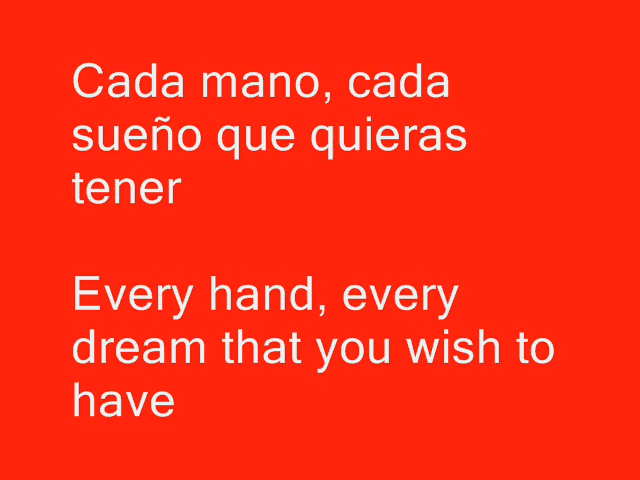 Cada mano, cada
sueño que quieras
tener
Every hand, every
dream that you wish to
have